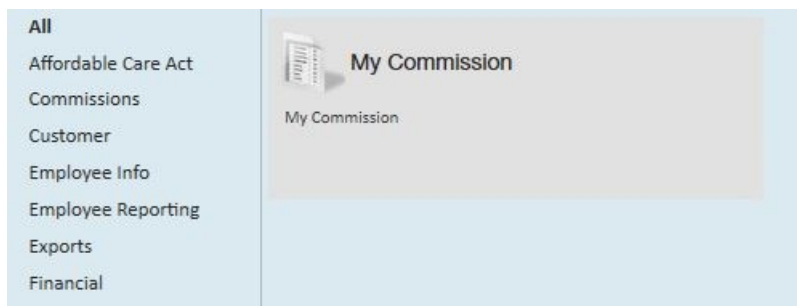 All
Affordable Care Act
Commissions
Customer
Employee Info
Employee Reporting
Exports
Financial
My Commission
My Commission